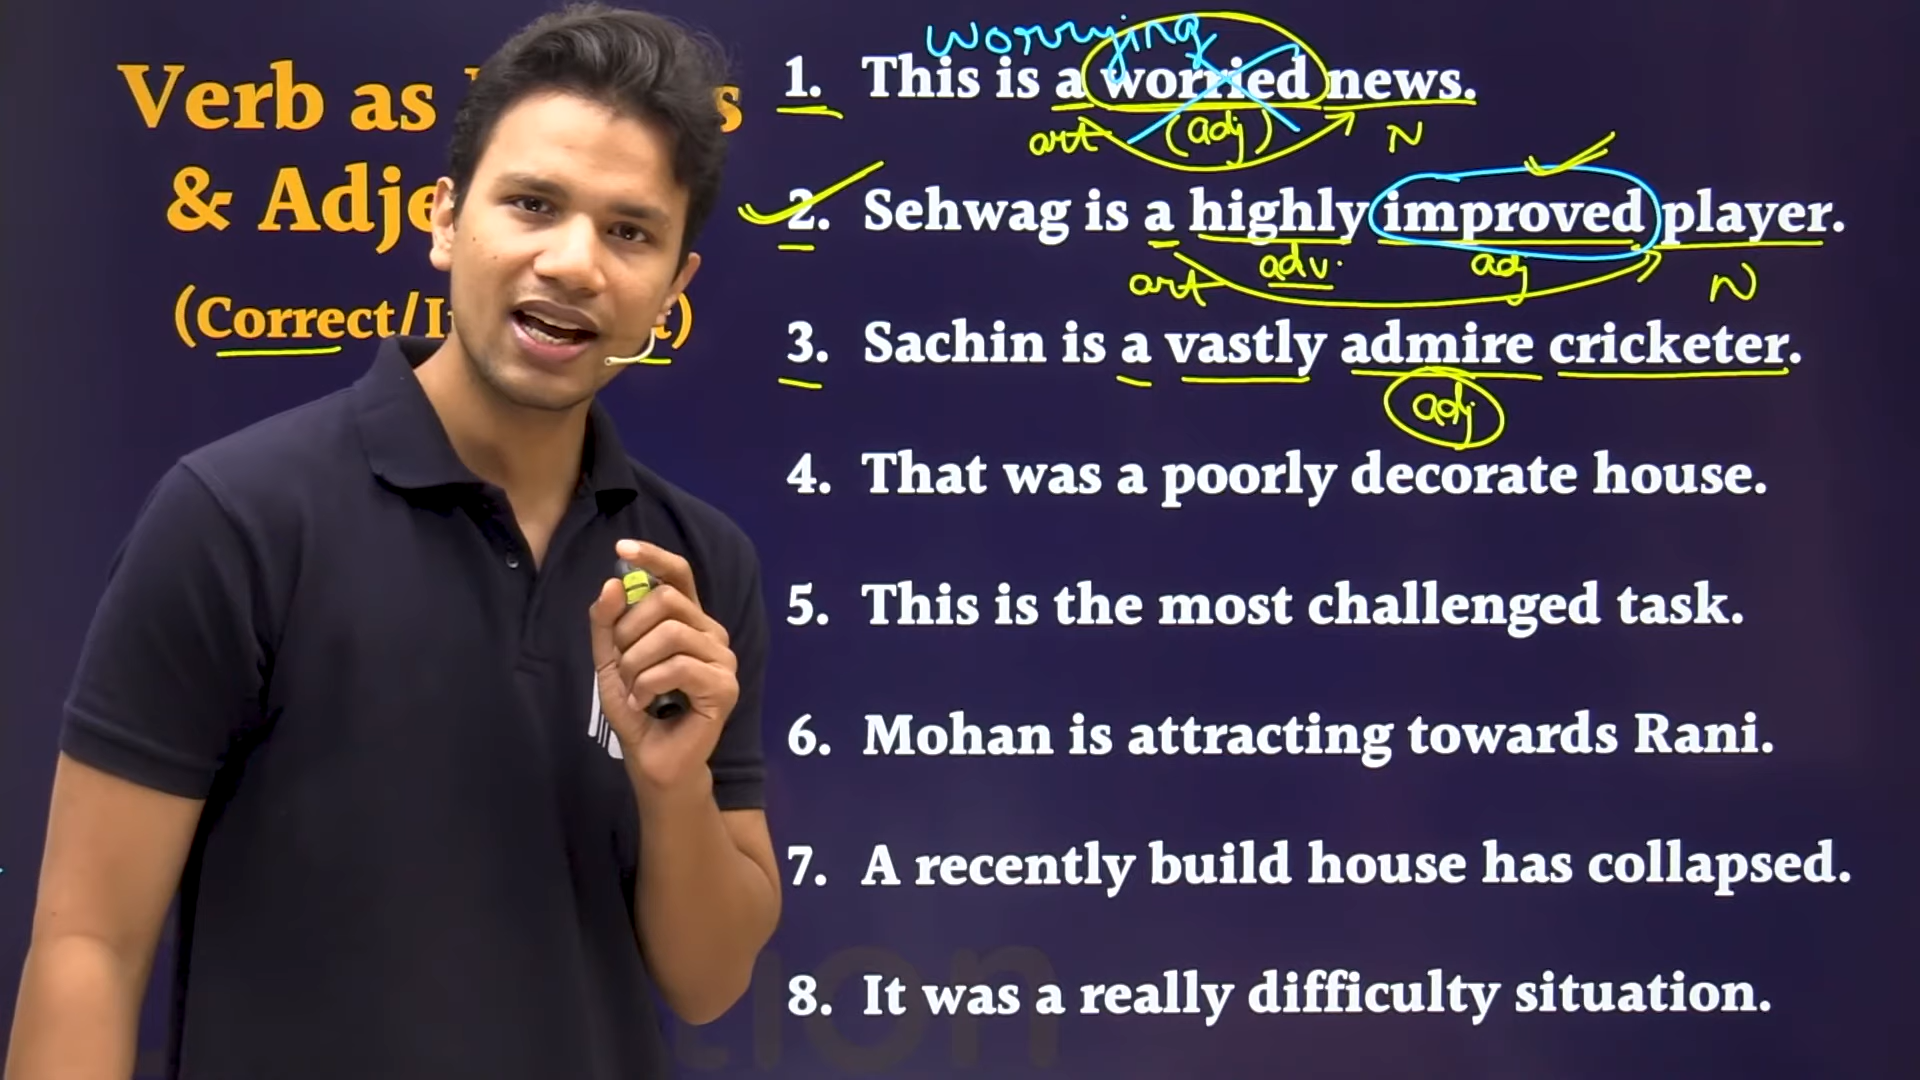 Verb as
& Adje
(Correct/I
worrying
1. This is a worried news.
art (adj) N
2. Sehwag is a highly improved player.
art adv. adj N
3. Sachin is a vastly admire cricketer.
adj
4. That was a poorly decorate house.
5. This is the most challenged task.
6. Mohan is attracting towards Rani.
7. A recently build house has collapsed.
8. It was a really difficulty situation.